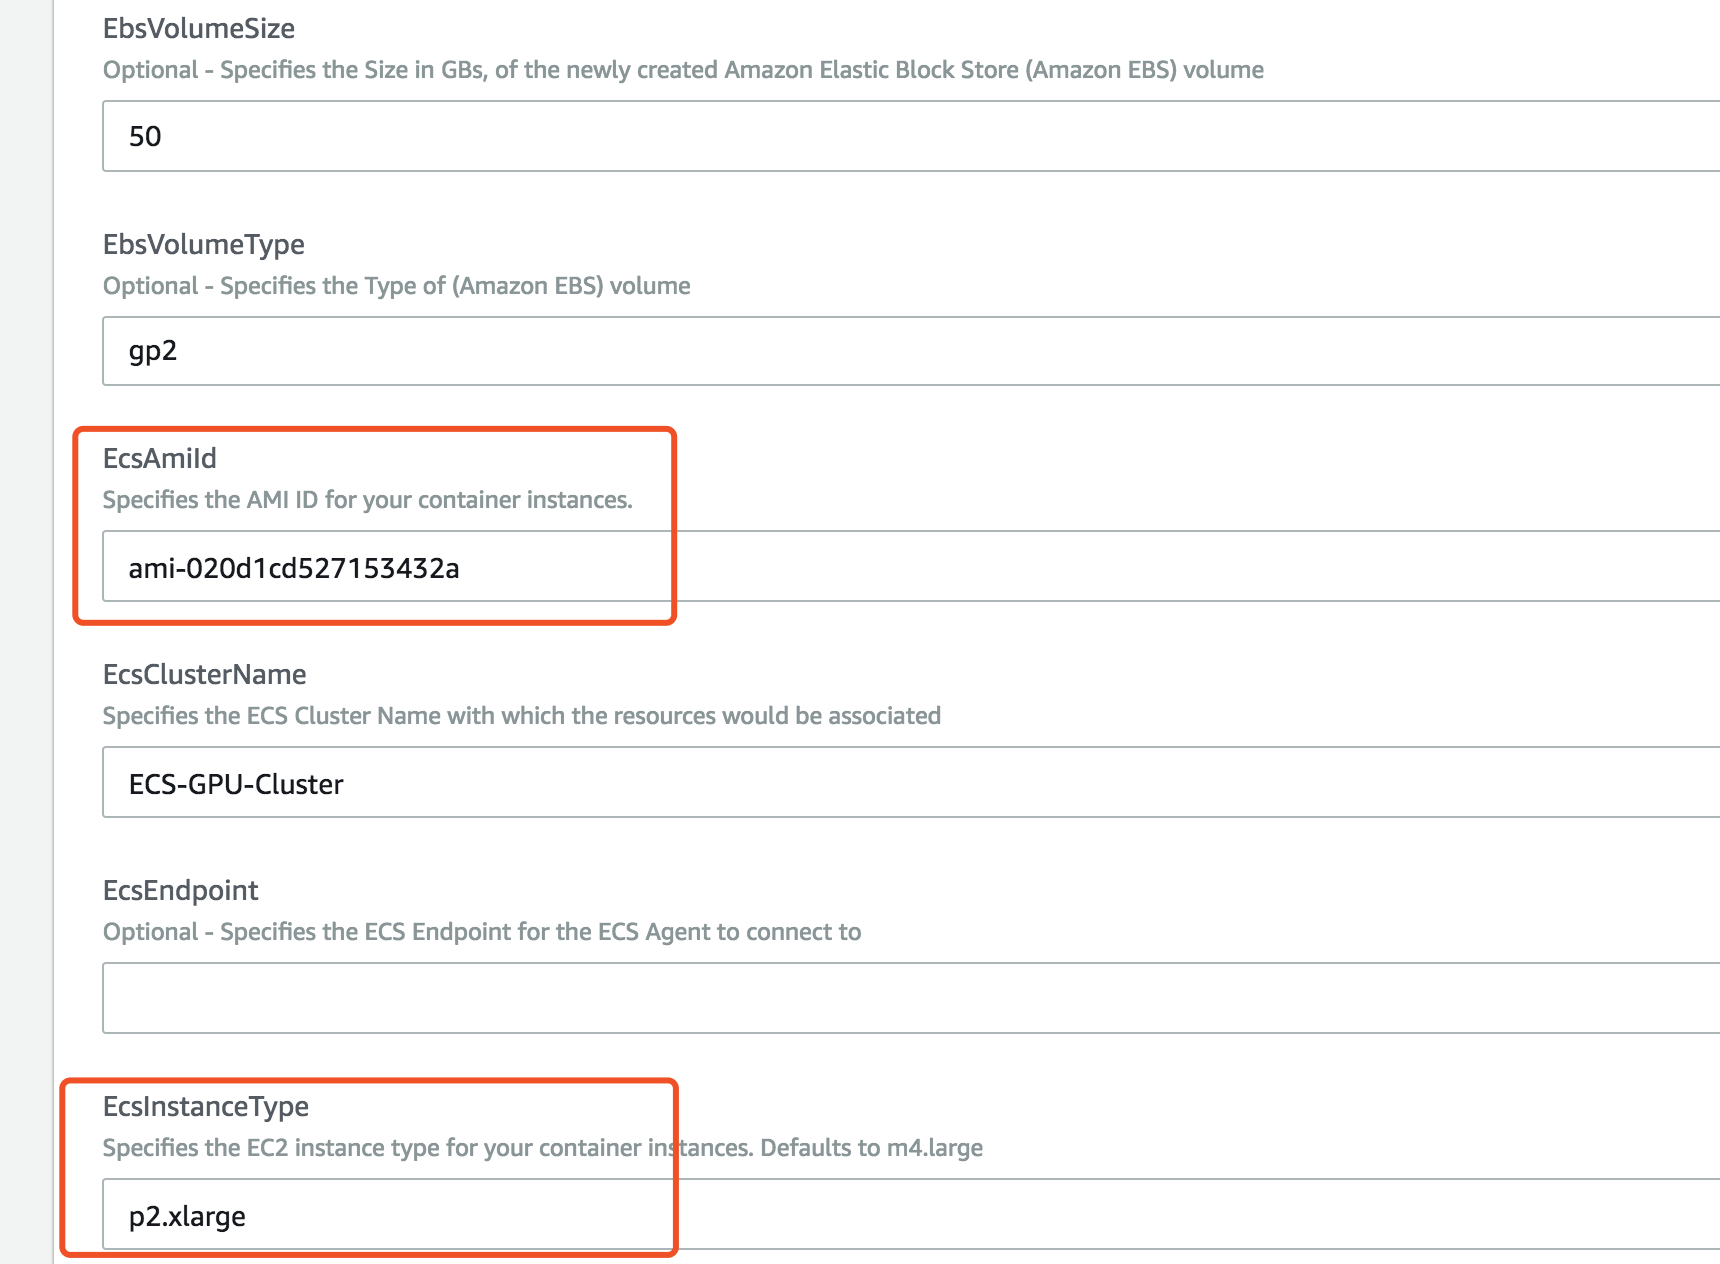 EbsVolumeSize
Optional - Specifies the Size in GBs, of the newly created Amazon Elastic Block Store (Amazon EBS) volume
50
EbsVolumeType
Optional - Specifies the Type of (Amazon EBS) volume
gp2
EcsAmiId
Specifies the AMI ID for your container instances.
ami-020d1cd527153432a
EcsClusterName
Specifies the ECS Cluster Name with which the resources would be associated
ECS-GPU-Cluster
EcsEndpoint
Optional - Specifies the ECS Endpoint for the ECS Agent to connect to
EcsInstanceType
Specifies the EC2 instance type for your container instances. Defaults to m4.large
p2.xlarge